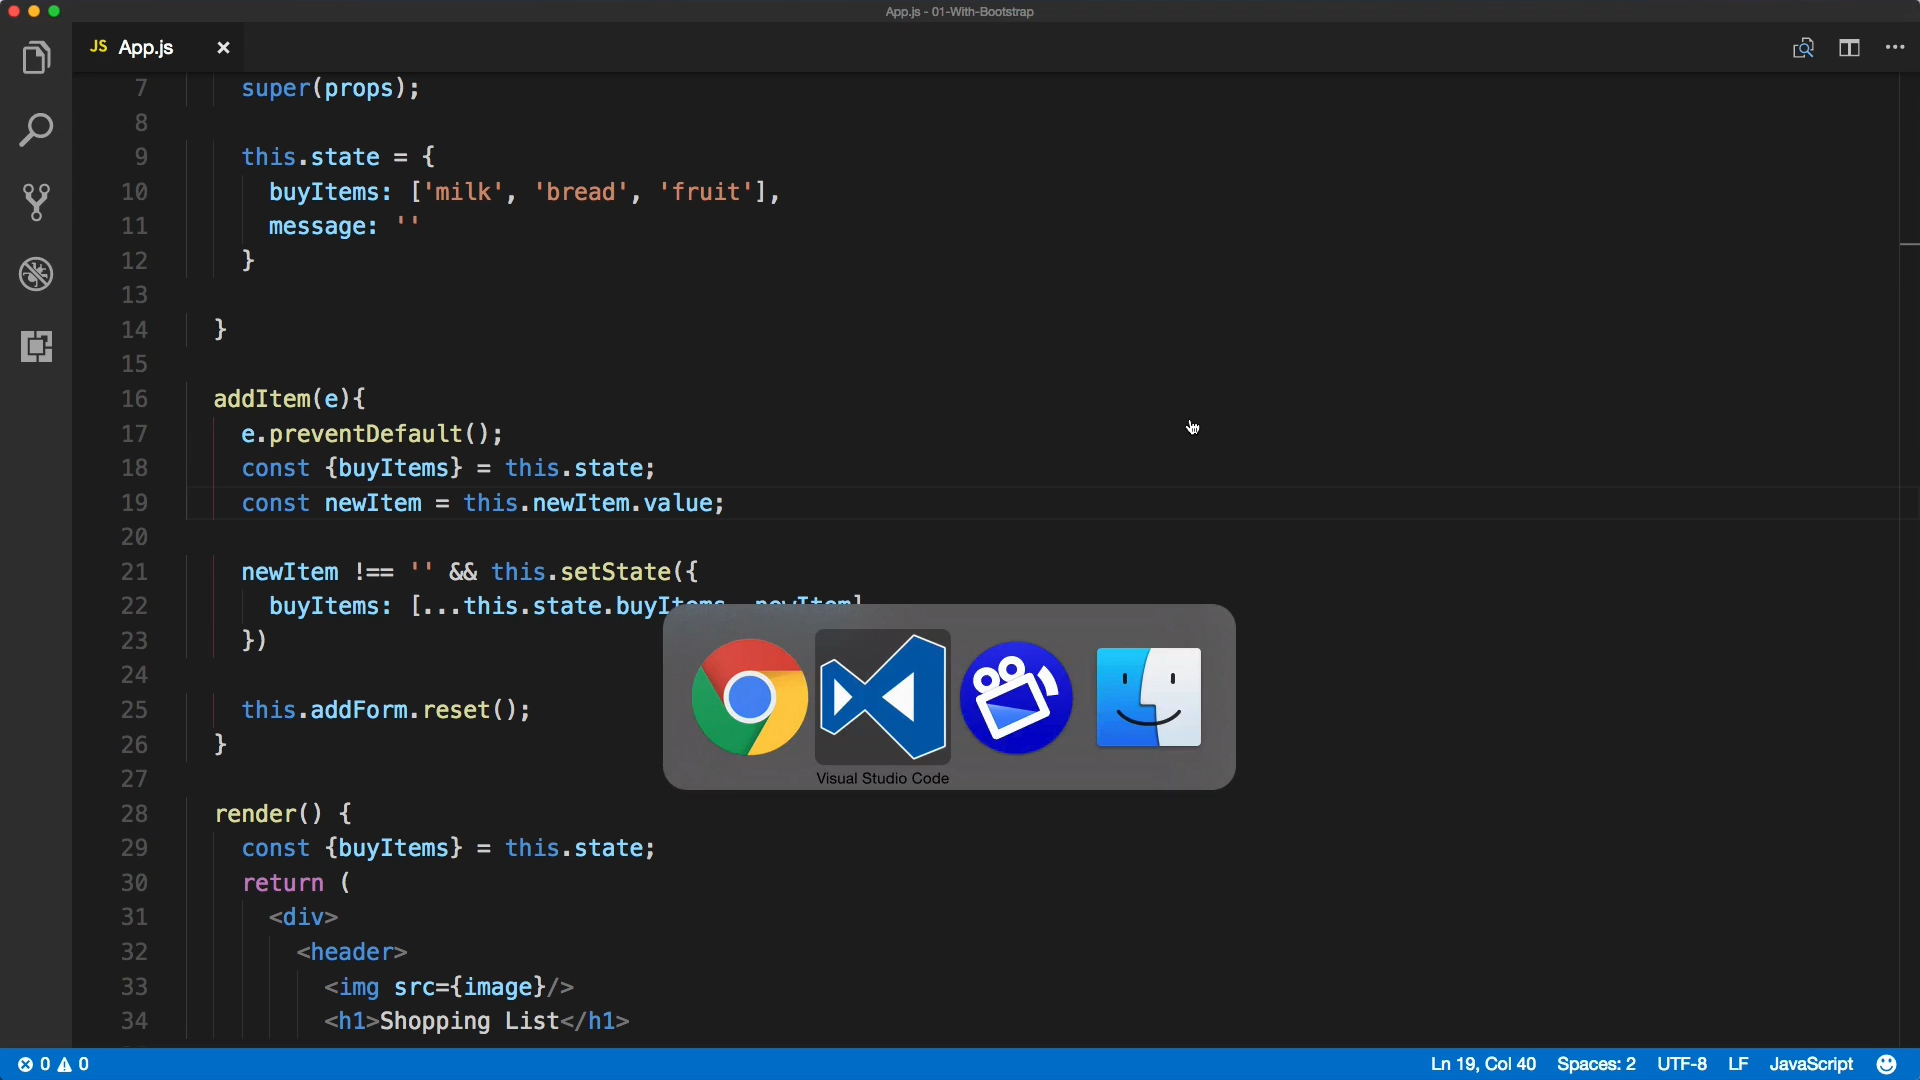 App.js - 01-With-Bootstrap
JS App.js
7 super(props);
8
9 this.state = {
10 buyItems: ['milk', 'bread', 'fruit'],
11 message: ''
12 }
13
14 }
15
16 addItem(e){
17 e.preventDefault();
18 const {buyItems} = this.state;
19 const newItem = this.newItem.value;
20
21 newItem !== '' && this.setState({
22 buyItems: [...this.state.buyItems, newItem]
23 })
24
25 this.addForm.reset();
26 }
27
28 render() {
29 const {buyItems} = this.state;
30 return (
31 <div>
32 <header>
33 <img src={image}/>
34 <h1>Shopping List</h1>
Visual Studio Code
0 0 Ln 19, Col 40 Spaces: 2 UTF-8 LF JavaScript